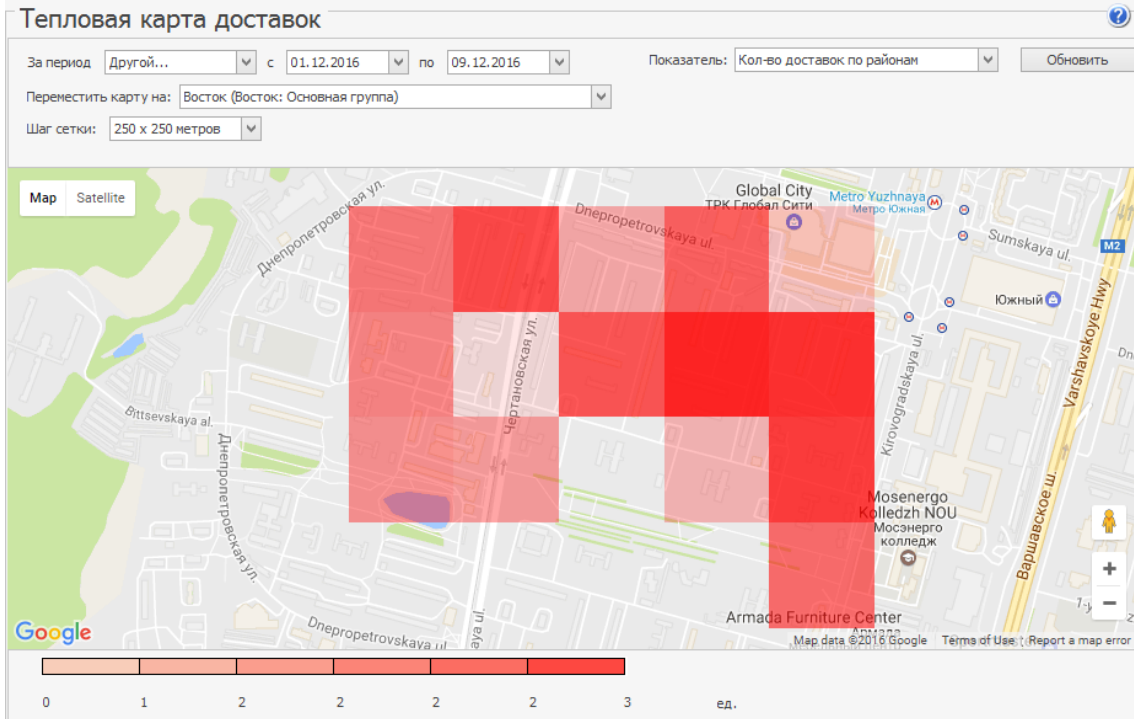 Тепловая карта доставок
За период Другой... с 01.12.2016 по 09.12.2016 Показатель: Кол-во доставок по районам Обновить
Переместить карту на: Восток (Восток: Основная группа)
Шаг сетки: 250 x 250 метров
Map Satellite
Днепропетровская ул.
Dnepropetrovskaya ul.
Global City
ТРК Глобал Сити
Metro Yuzhnaya
Метро Южная
Sumskaya ul.
M2
Южный
Varshavskoye Hwy
Чертановская ул.
Kirovogradskaya ul.
Bittsevskaya al.
Днепропетровская ул.
Mosenergo
Kolledzh NOU
Мосэнерго
колледж
Варшавское ш.
Armada Furniture Center
Dnepropetrovskaya ul
aya ul.
+
−
Google
Map data ©2016 Google Terms of Use Report a map error
0 1 2 2 2 2 3 ед.